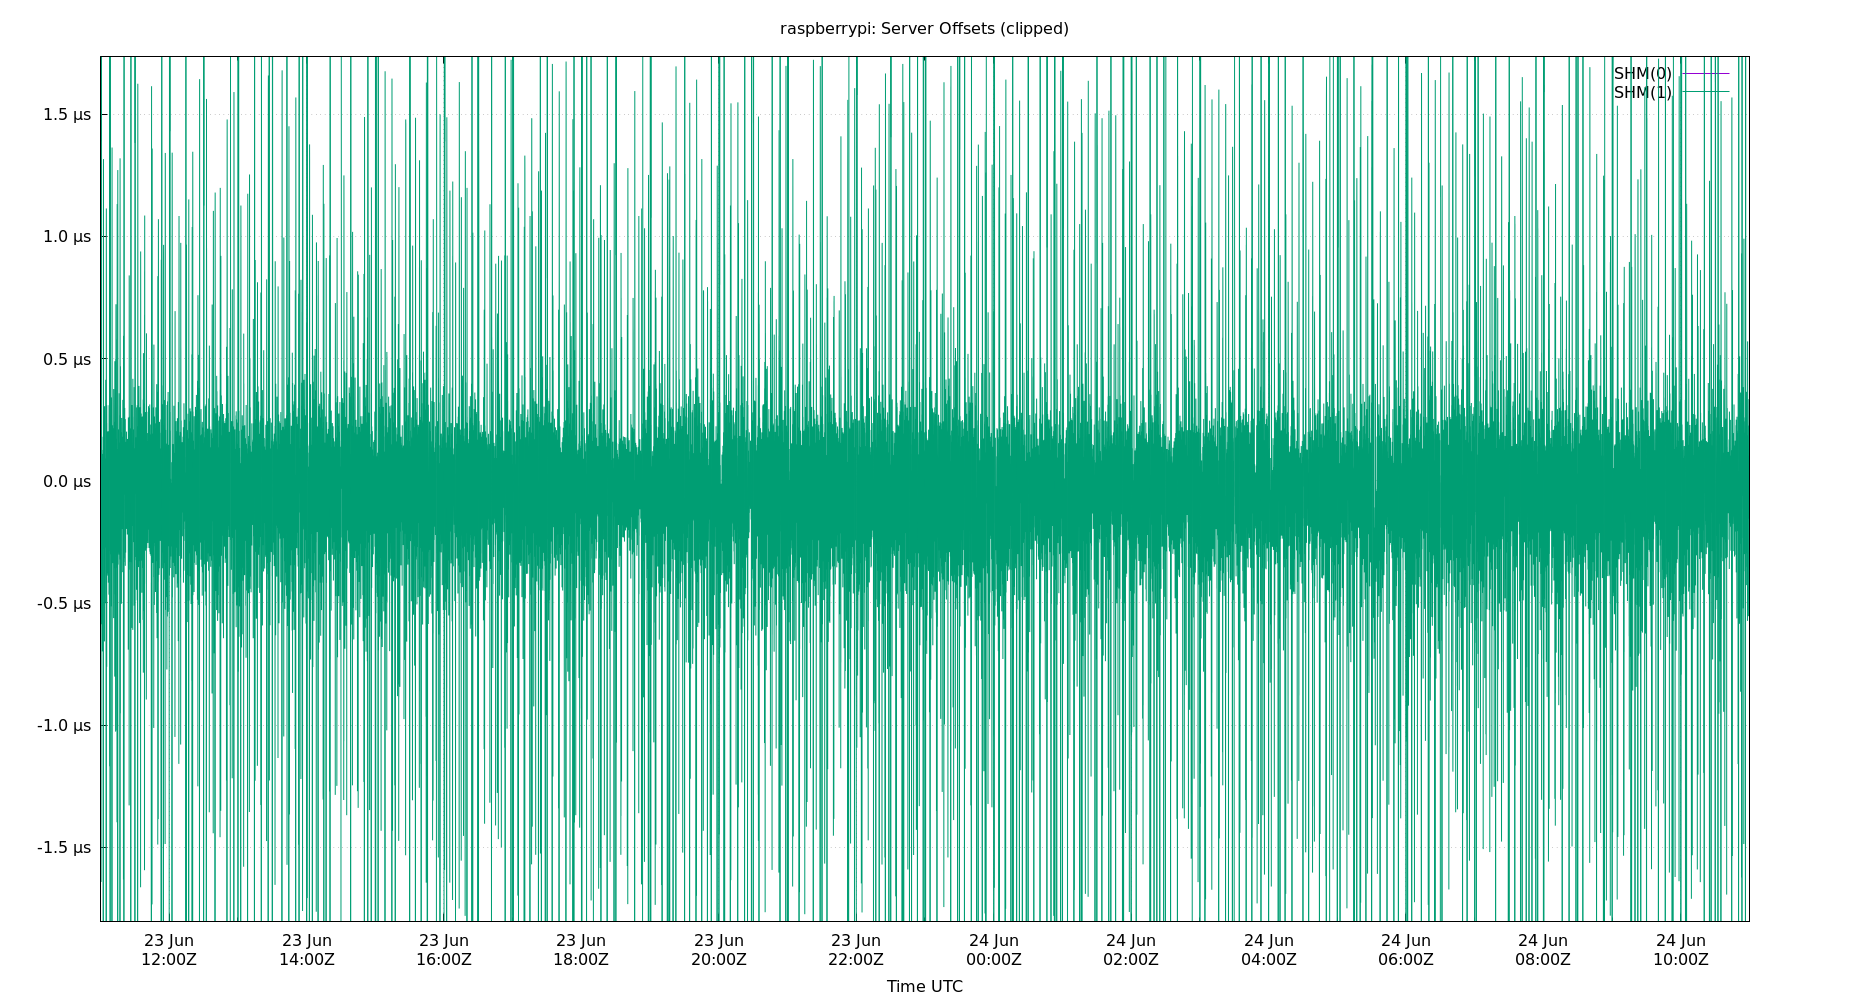 raspberrypi: Server Offsets (clipped)
SHM(0)
SHM(1)
1.5 µs
1.0 µs
0.5 µs
0.0 µs
-0.5 µs
-1.0 µs
-1.5 µs
23 Jun 23 Jun 23 Jun 23 Jun 23 Jun 23 Jun 24 Jun 24 Jun 24 Jun 24 Jun 24 Jun 24 Jun
12:00Z 14:00Z 16:00Z 18:00Z 20:00Z 22:00Z 00:00Z 02:00Z 04:00Z 06:00Z 08:00Z 10:00Z
Time UTC